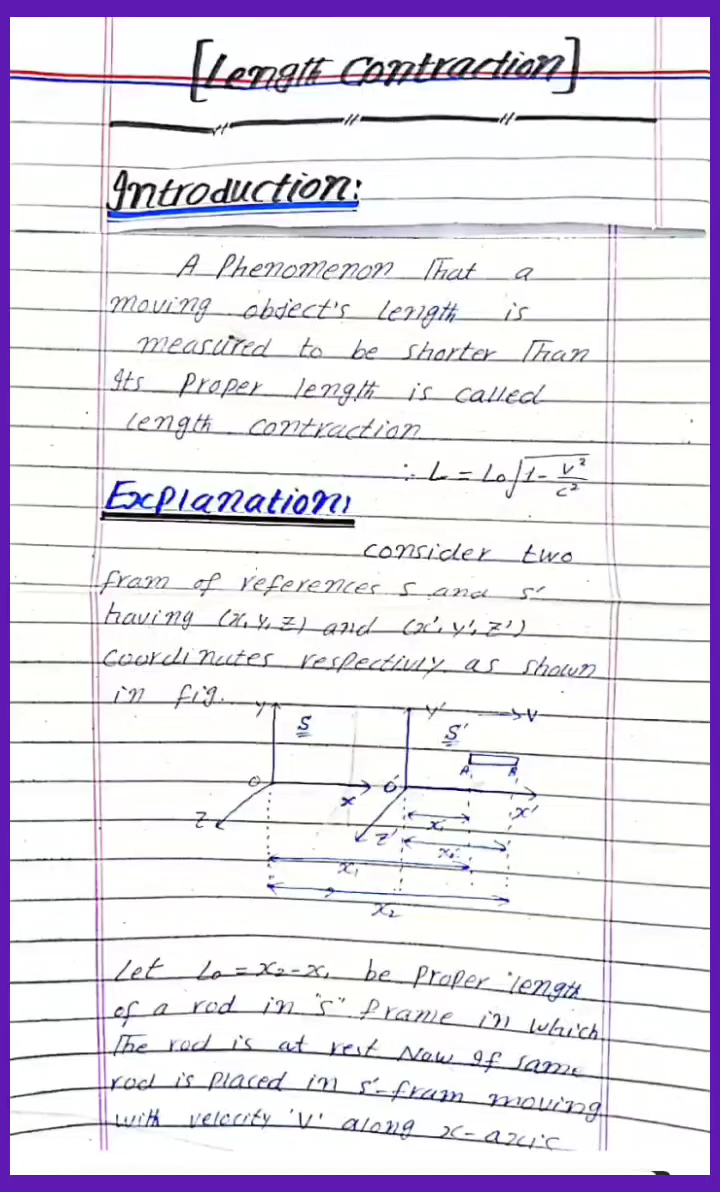 [Length Contraction]
Introduction:
A Phenomenon That a
moving object's length is
measured to be shorter Than
Its Proper length is called
length contraction
∴ L = L₀√1 - v²/c²
Explanation:
consider two
fram of references S and S'
having (x, y, z) and (x', y', z')
coordinates respectivly as shown
in fig.
Y S Y' → V
S'
A B
O x O' x'
Z Z' x₁'
x₂'
x₁
x₂
Let L₀ = x₂ - x₁ be proper length
of a rod in "S" frame in which
The rod is at rest Now If same
rod is placed in S'-fram moving
with velocity 'V' along x-axis